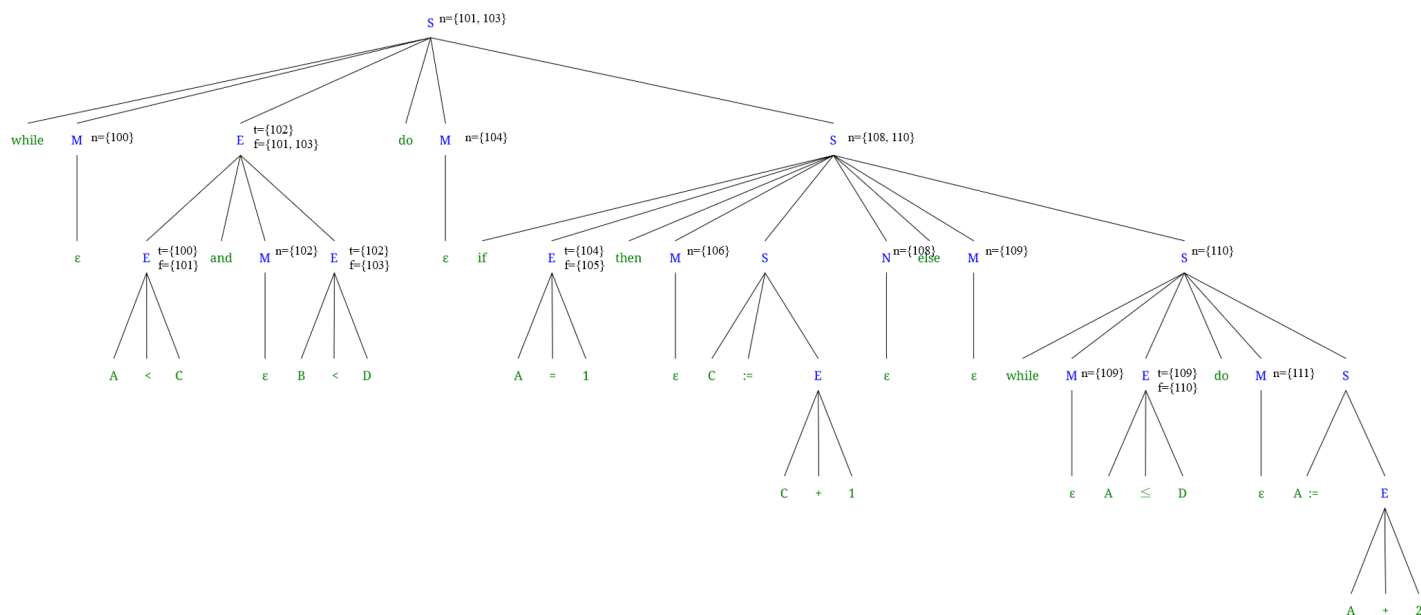 S n={101, 103}
while M n={100} E t={102} f={101, 103} do M n={104} S n={108, 110}
ε E t={100} f={101} and M n={102} E t={102} f={103} ε if E t={104} f={105} then M n={106} S N n={108} else M n={109} S n={110}
A < C ε B < D A = 1 ε C := E ε ε while M n={109} E t={109} f={110} do M n={111} S
C + 1 ε A ≤ D ε A := E
A + 2